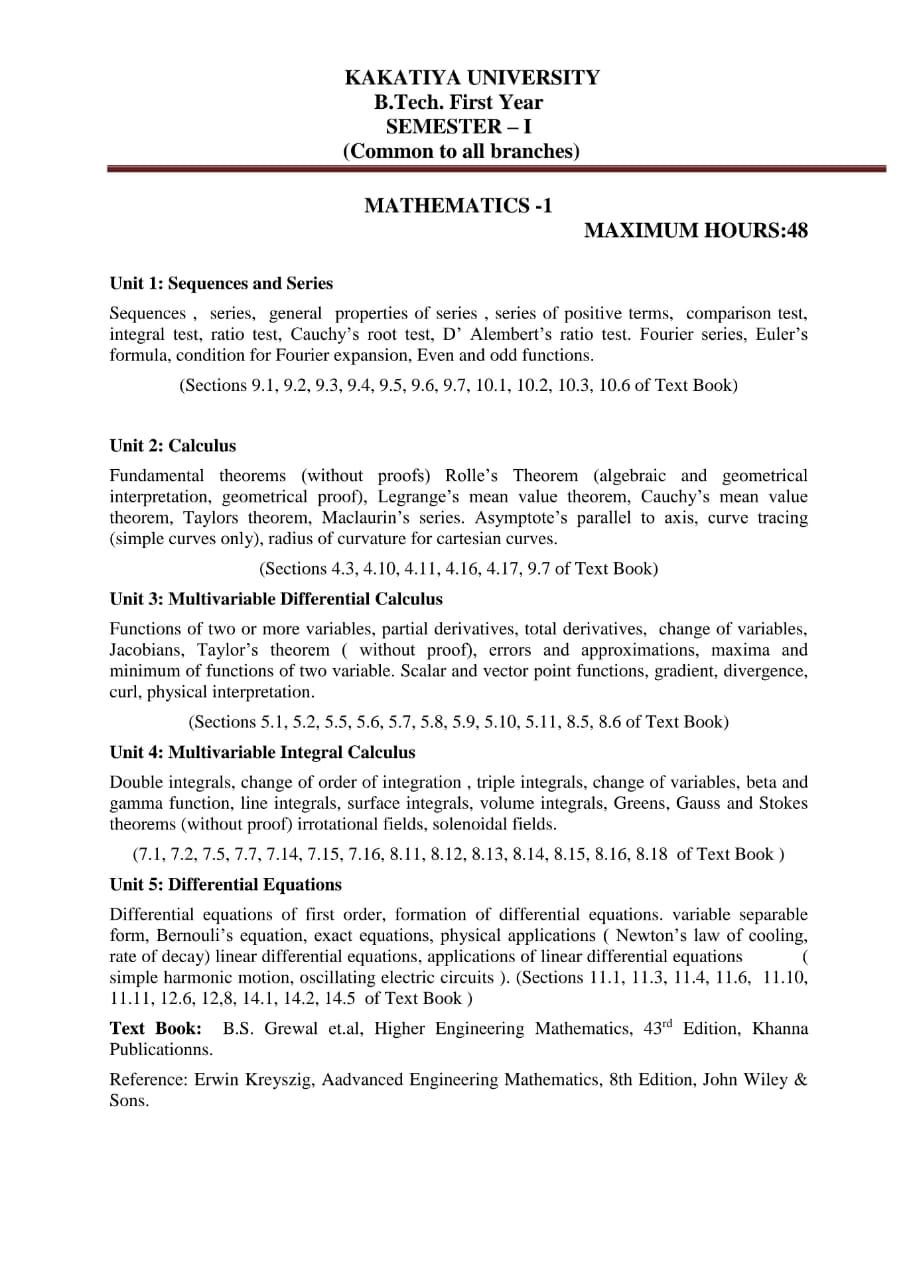 KAKATIYA UNIVERSITY
B.Tech. First Year
SEMESTER – I
(Common to all branches)
MATHEMATICS -1
MAXIMUM HOURS:48
Unit 1: Sequences and Series
Sequences , series, general properties of series , series of positive terms, comparison test,
integral test, ratio test, Cauchy’s root test, D’ Alembert’s ratio test. Fourier series, Euler’s
formula, condition for Fourier expansion, Even and odd functions.
(Sections 9.1, 9.2, 9.3, 9.4, 9.5, 9.6, 9.7, 10.1, 10.2, 10.3, 10.6 of Text Book)
Unit 2: Calculus
Fundamental theorems (without proofs) Rolle’s Theorem (algebraic and geometrical
interpretation, geometrical proof), Legrange’s mean value theorem, Cauchy’s mean value
theorem, Taylors theorem, Maclaurin’s series. Asymptote’s parallel to axis, curve tracing
(simple curves only), radius of curvature for cartesian curves.
(Sections 4.3, 4.10, 4.11, 4.16, 4.17, 9.7 of Text Book)
Unit 3: Multivariable Differential Calculus
Functions of two or more variables, partial derivatives, total derivatives, change of variables,
Jacobians, Taylor’s theorem ( without proof), errors and approximations, maxima and
minimum of functions of two variable. Scalar and vector point functions, gradient, divergence,
curl, physical interpretation.
(Sections 5.1, 5.2, 5.5, 5.6, 5.7, 5.8, 5.9, 5.10, 5.11, 8.5, 8.6 of Text Book)
Unit 4: Multivariable Integral Calculus
Double integrals, change of order of integration , triple integrals, change of variables, beta and
gamma function, line integrals, surface integrals, volume integrals, Greens, Gauss and Stokes
theorems (without proof) irrotational fields, solenoidal fields.
(7.1, 7.2, 7.5, 7.7, 7.14, 7.15, 7.16, 8.11, 8.12, 8.13, 8.14, 8.15, 8.16, 8.18 of Text Book )
Unit 5: Differential Equations
Differential equations of first order, formation of differential equations. variable separable
form, Bernouli’s equation, exact equations, physical applications ( Newton’s law of cooling,
rate of decay) linear differential equations, applications of linear differential equations (
simple harmonic motion, oscillating electric circuits ). (Sections 11.1, 11.3, 11.4, 11.6, 11.10,
11.11, 12.6, 12,8, 14.1, 14.2, 14.5 of Text Book )
Text Book: B.S. Grewal et.al, Higher Engineering Mathematics, 43rd Edition, Khanna
Publicationns.
Reference: Erwin Kreyszig, Aadvanced Engineering Mathematics, 8th Edition, John Wiley &
Sons.